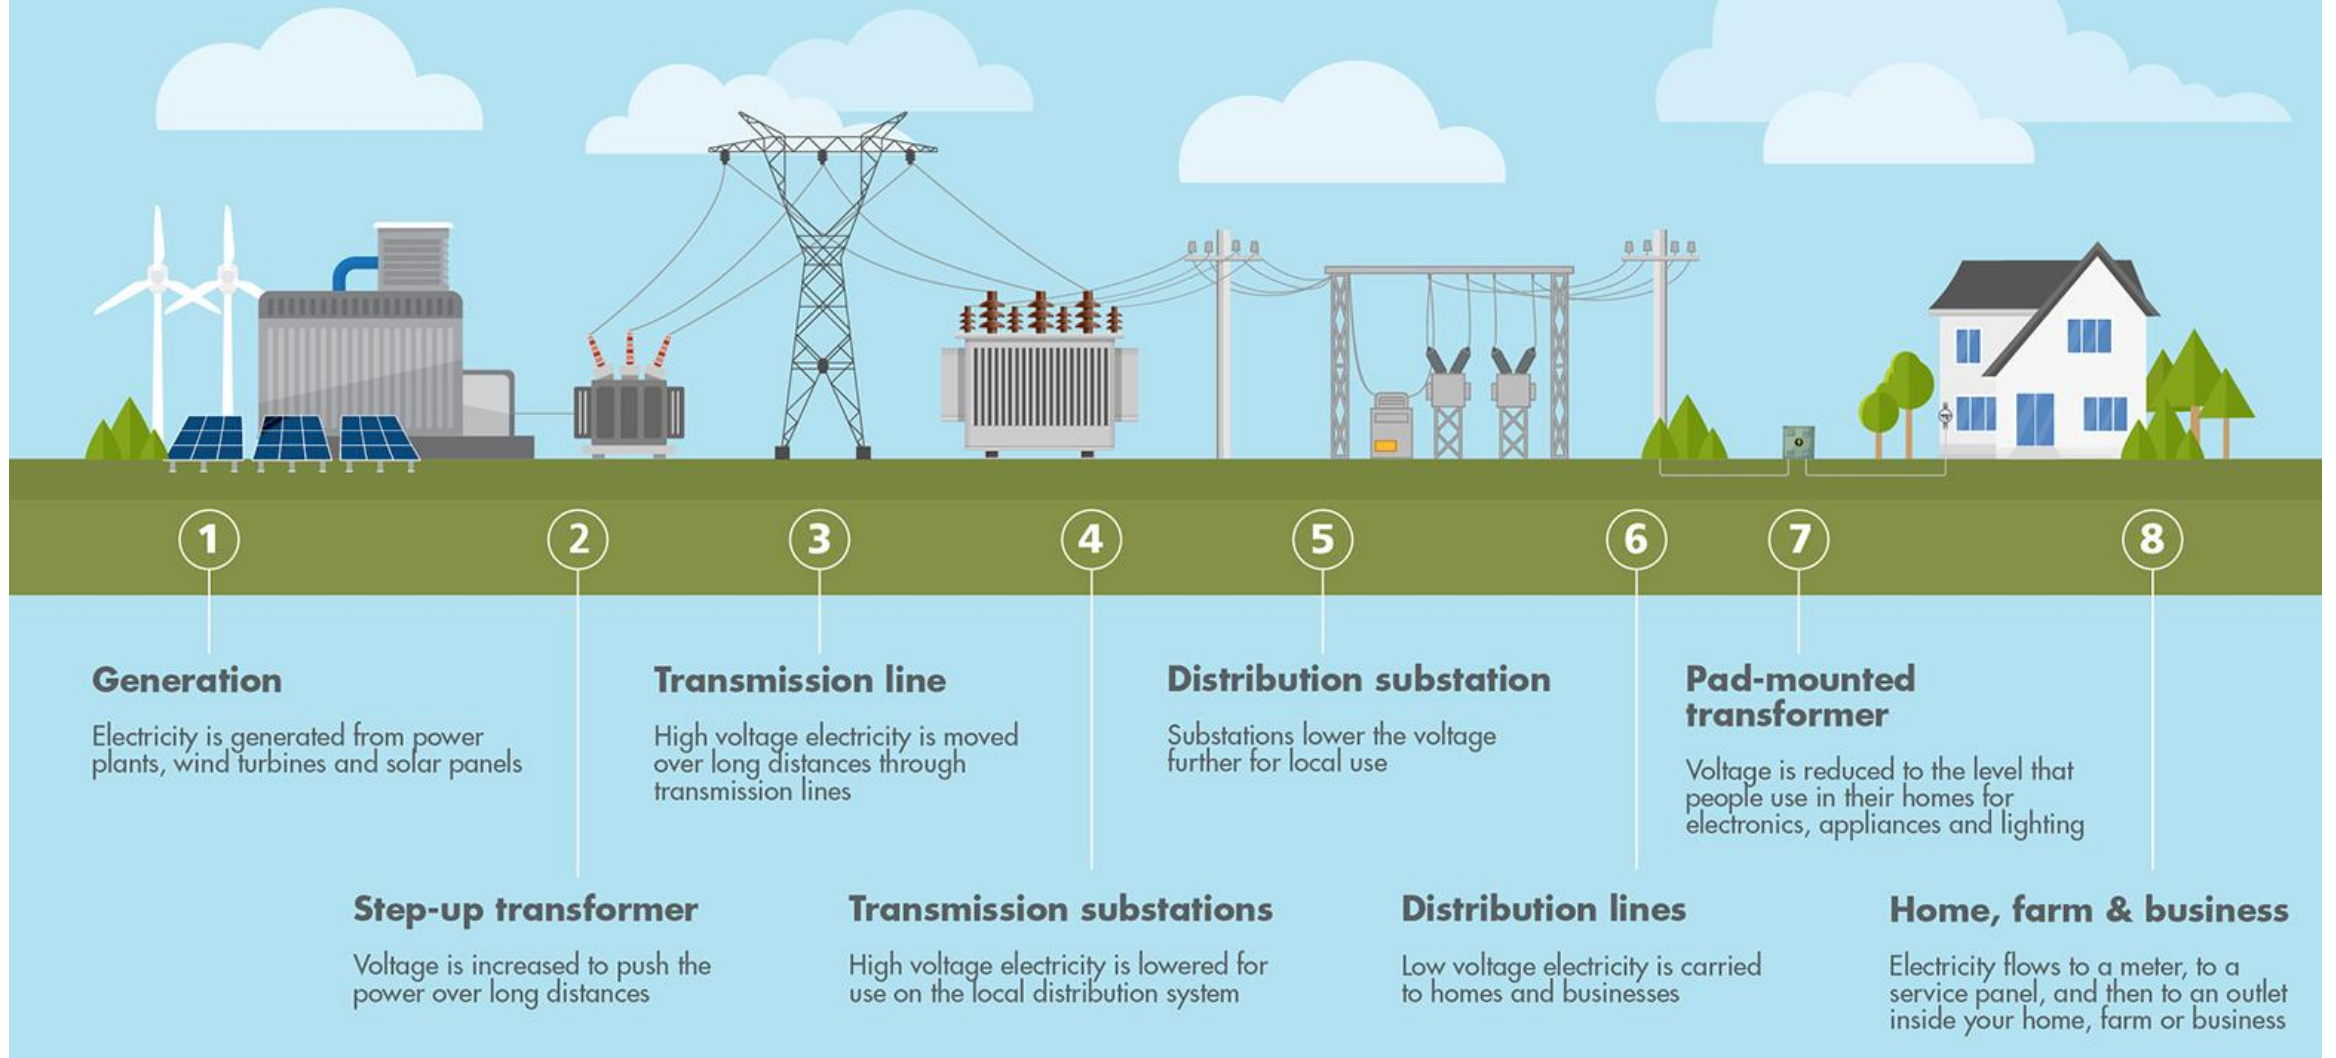 1
2
3
4
5
6
7
8
Generation
Electricity is generated from power
plants, wind turbines and solar panels
Step-up transformer
Voltage is increased to push the
power over long distances
Transmission line
High voltage electricity is moved
over long distances through
transmission lines
Transmission substations
High voltage electricity is lowered for
use on the local distribution system
Distribution substation
Substations lower the voltage
further for local use
Distribution lines
Low voltage electricity is carried
to homes and businesses
Pad-mounted
transformer
Voltage is reduced to the level that
people use in their homes for
electronics, appliances and lighting
Home, farm & business
Electricity flows to a meter, to a
service panel, and then to an outlet
inside your home, farm or business